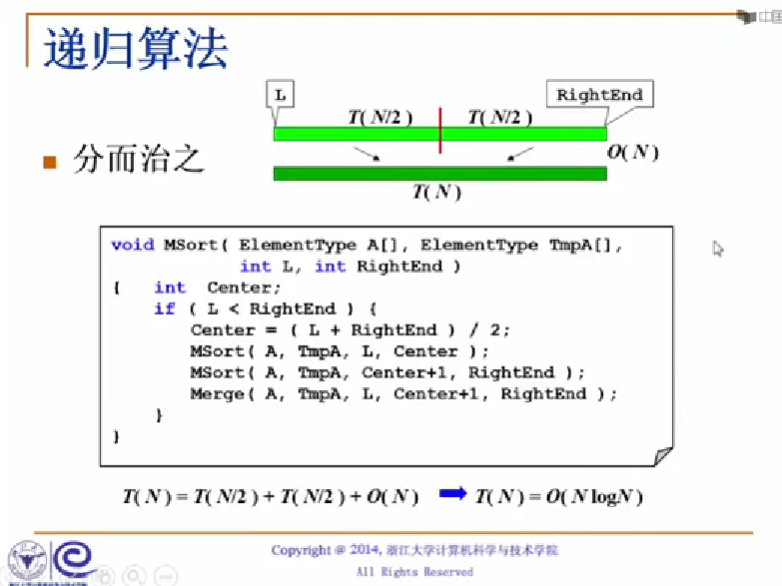 中国
递归算法
L
RightEnd
T( N/2 )
T( N/2 )
分而治之
O( N )
T( N )
void MSort( ElementType A[], ElementType TmpA[],
int L, int RightEnd )
{ int Center;
if ( L < RightEnd ) {
Center = ( L + RightEnd ) / 2;
MSort( A, TmpA, L, Center );
MSort( A, TmpA, Center+1, RightEnd );
Merge( A, TmpA, L, Center+1, RightEnd );
}
}
T( N ) = T( N/2 ) + T( N/2 ) + O( N ) T( N ) = O( N logN )
Copyright @ 2014, 浙江大学计算机科学与技术学院
All Rights Reserved